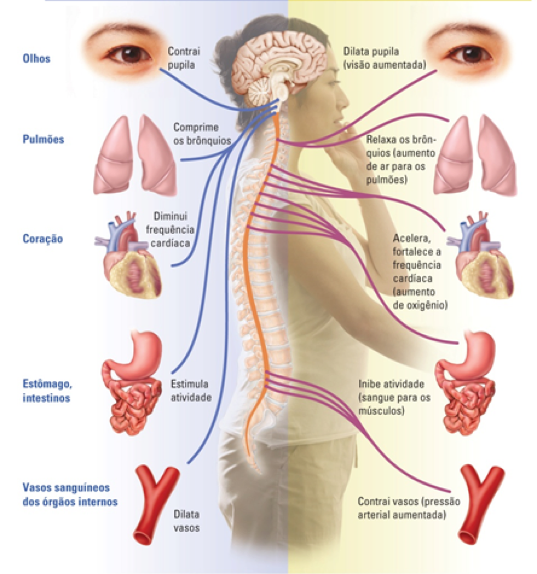 Olhos
Contrai
pupila
Dilata pupila
(visão aumentada)
Pulmões
Comprime
os brônquios
Relaxa os brôn-
quios (aumento
de ar para os
pulmões)
Coração
Diminui
frequência
cardíaca
Acelera,
fortalece a
frequência
cardíaca
(aumento
de oxigênio)
Estômago,
intestinos
Estimula
atividade
Inibe atividade
(sangue para os
músculos)
Vasos sanguíneos
dos órgãos internos
Dilata
vasos
Contrai vasos (pressão
arterial aumentada)